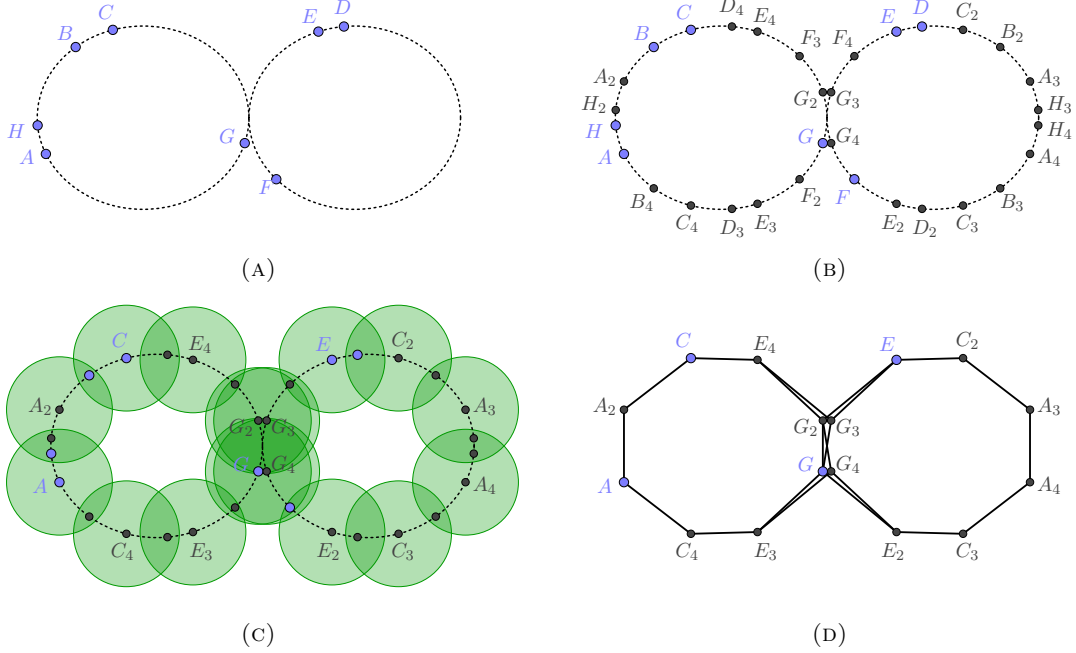 C E D
B
H
A G
F
(A)
B C D₄ E₄ F₃ F₄ E D C₂ B₂
A₂ G₂ G₃ A₃
H₂ H₃
H H₄
A G G₄ A₄
B₄ F₂ F B₃
C₄ D₃ E₃ E₂ D₂ C₃
(B)
C E₄ E C₂
A₂ G₂ G₃ A₃
A G G₄ A₄
C₄ E₃ E₂ C₃
(C)
C E₄ E C₂
A₂ G₂ G₃ A₃
A G G₄ A₄
C₄ E₃ E₂ C₃
(D)